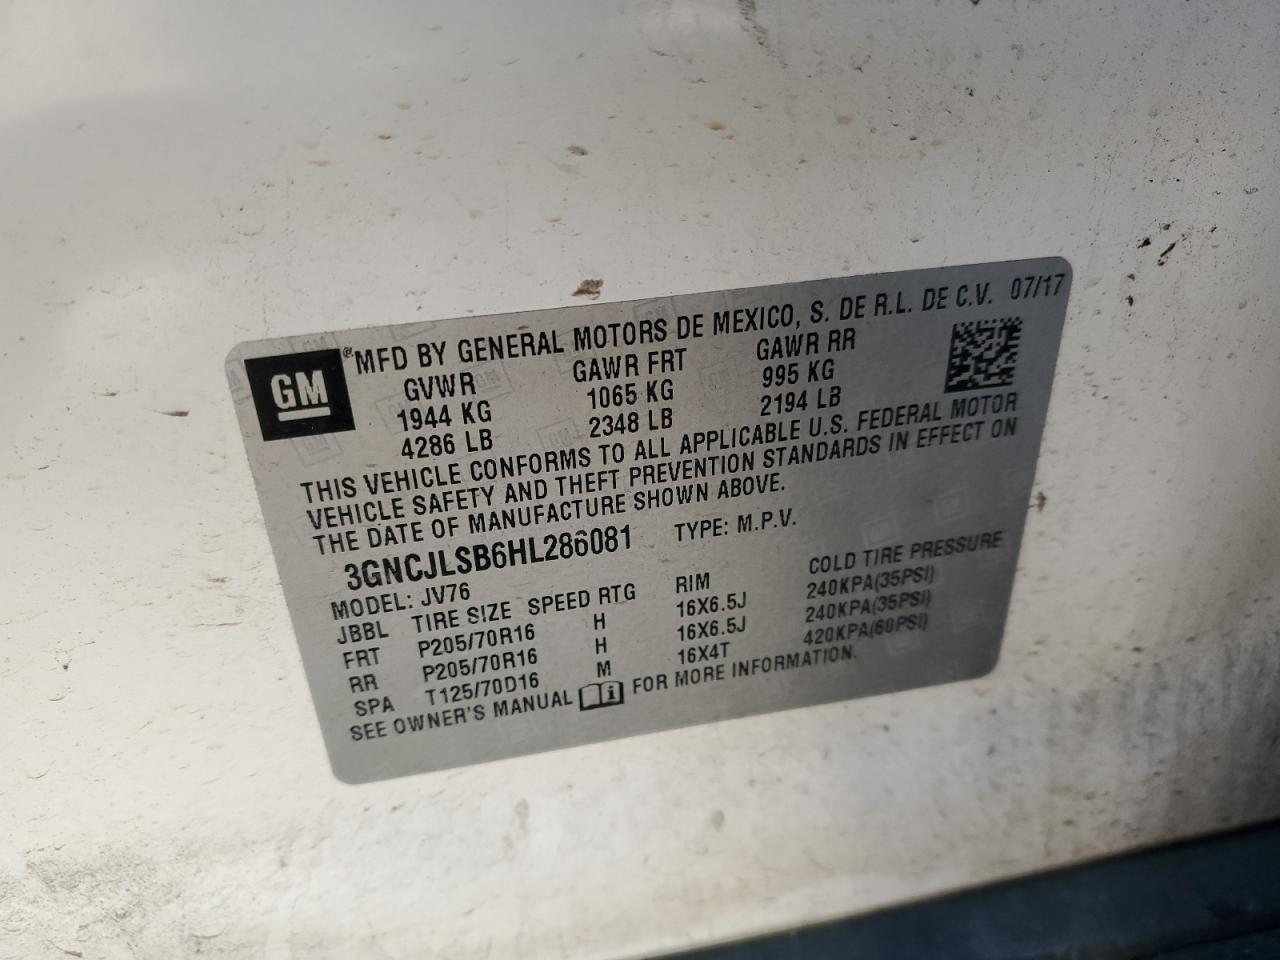 GM ® MFD BY GENERAL MOTORS DE MEXICO, S. DE R.L. DE C.V. 07/17
GVWR GAWR FRT GAWR RR
1944 KG 1065 KG 995 KG
4286 LB 2348 LB 2194 LB
THIS VEHICLE CONFORMS TO ALL APPLICABLE U.S. FEDERAL MOTOR
VEHICLE SAFETY AND THEFT PREVENTION STANDARDS IN EFFECT ON
THE DATE OF MANUFACTURE SHOWN ABOVE.
3GNCJLSB6HL286081 TYPE: M.P.V.
MODEL: JV76
JBBL TIRE SIZE SPEED RTG RIM COLD TIRE PRESSURE
FRT P205/70R16 H 16X6.5J 240KPA(35PSI)
RR P205/70R16 H 16X6.5J 240KPA(35PSI)
SPA T125/70D16 M 16X4T 420KPA(60PSI)
SEE OWNER'S MANUAL i FOR MORE INFORMATION.